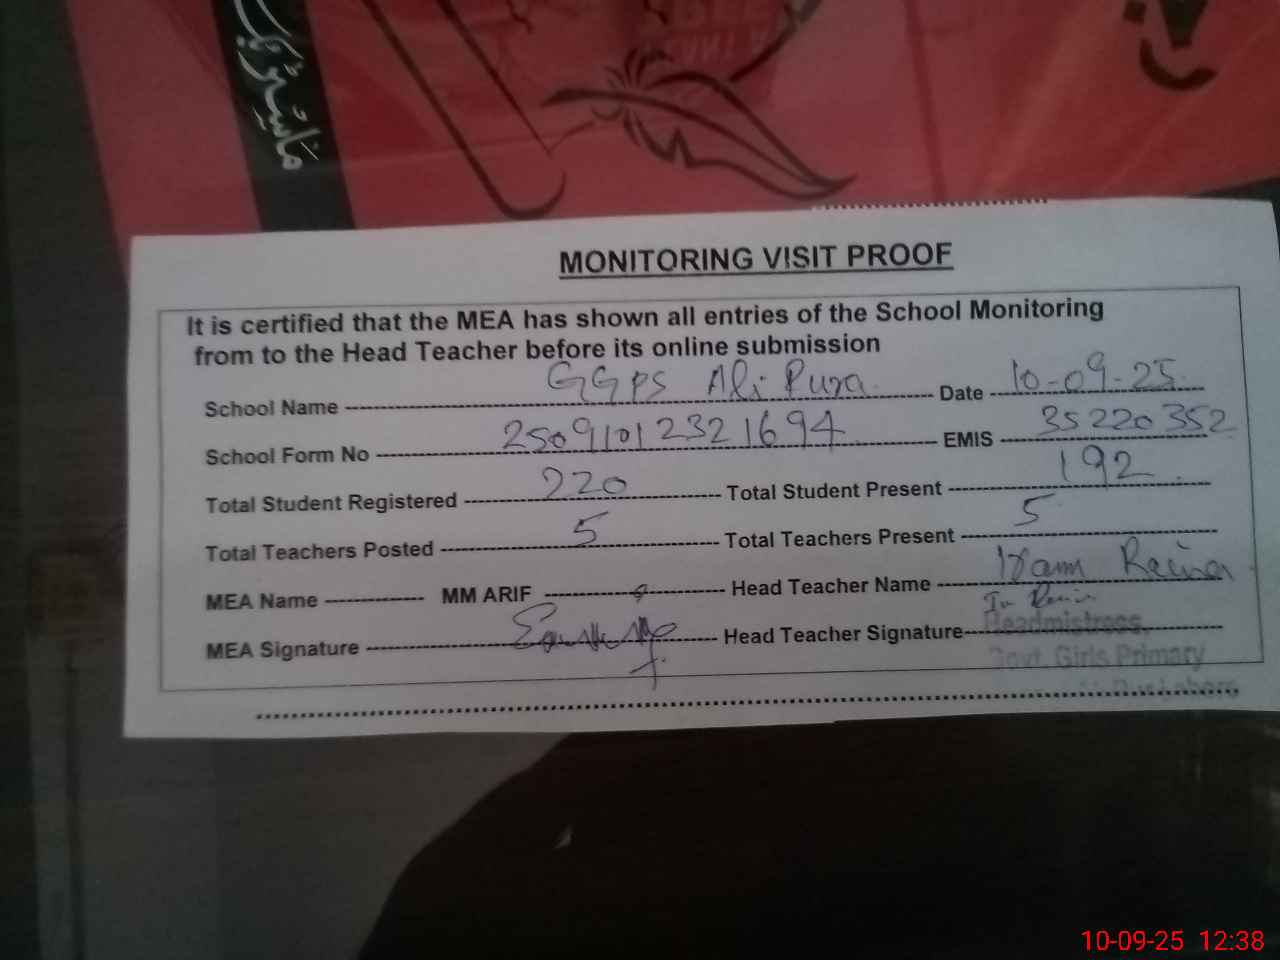 مناسبتوں
MONITORING VISIT PROOF
It is certified that the MEA has shown all entries of the School Monitoring
from to the Head Teacher before its online submission
School Name GGPS Ali Pura Date 10-09-25
School Form No 25091012321694 EMIS 35220352
Total Student Registered 220 Total Student Present 192
Total Teachers Posted 5 Total Teachers Present 5
MEA Name MM ARIF Head Teacher Name
MEA Signature Head Teacher Signature
Headmistress,
Govt. Girls Primary
10-09-25 12:38